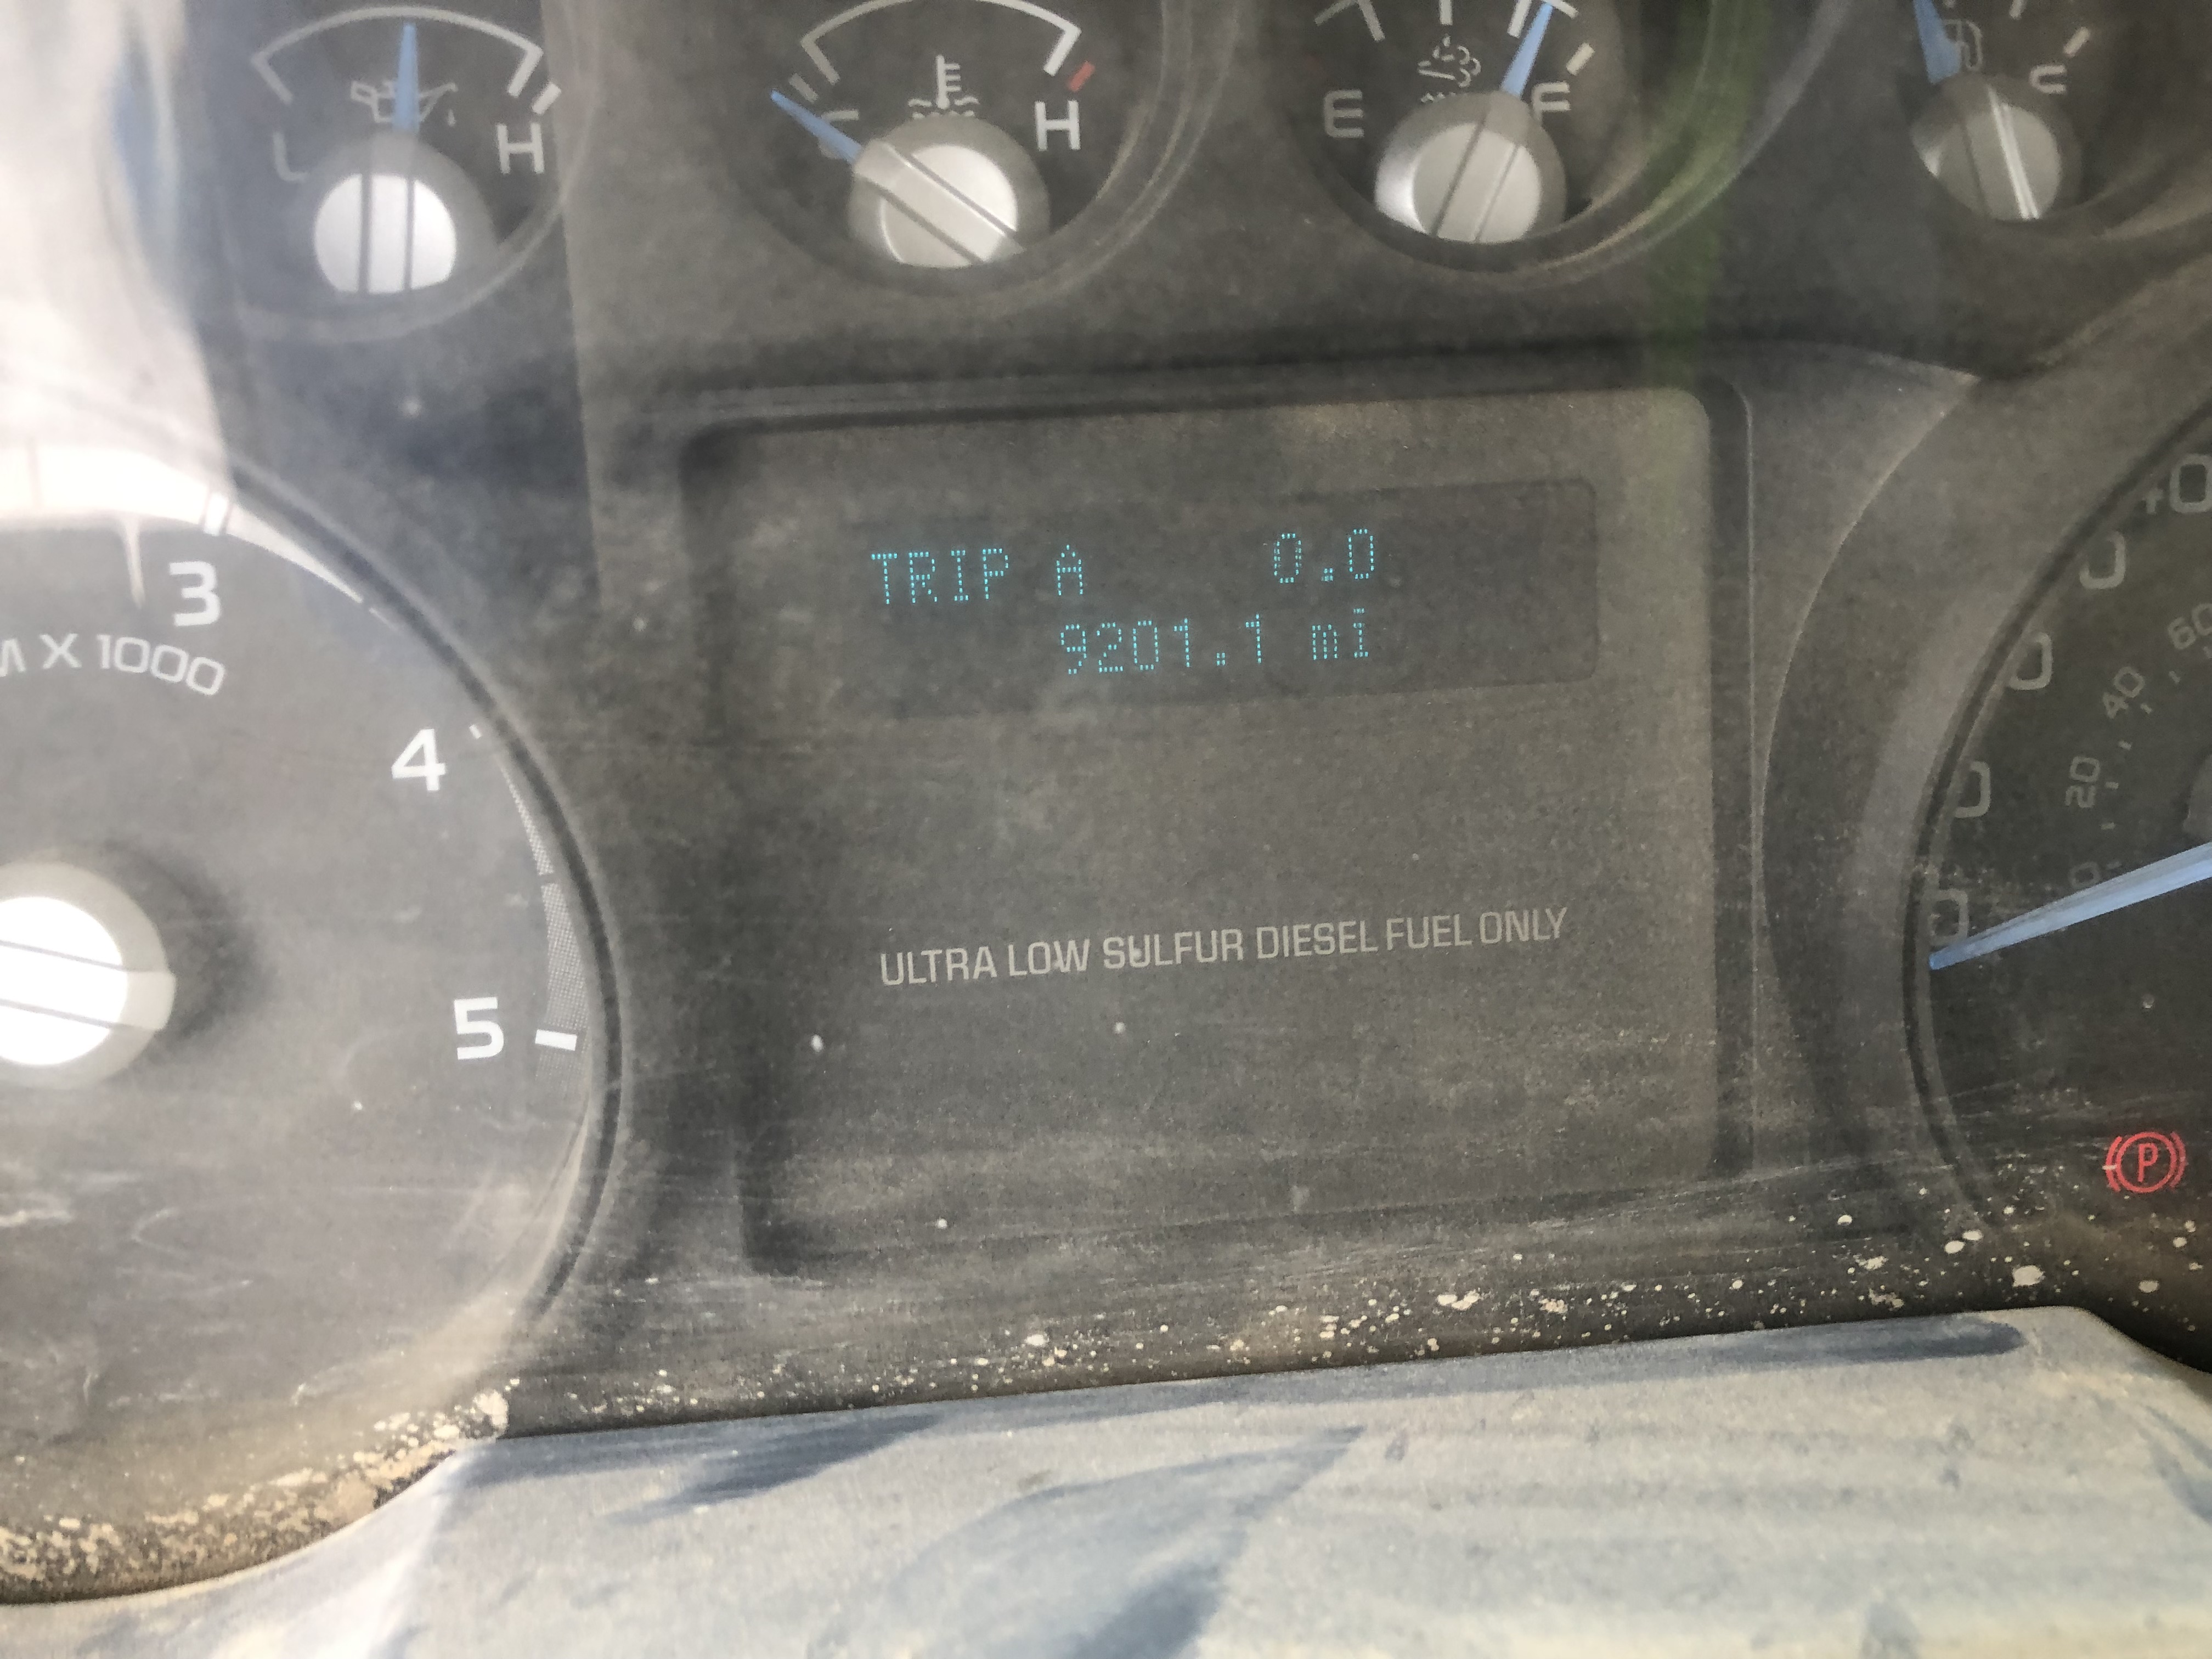 L H
C H
E F
3
X 1000
4
5
TRIP A 0.0
9201.1 mi
ULTRA LOW SULFUR DIESEL FUEL ONLY
60
40
20
0
P